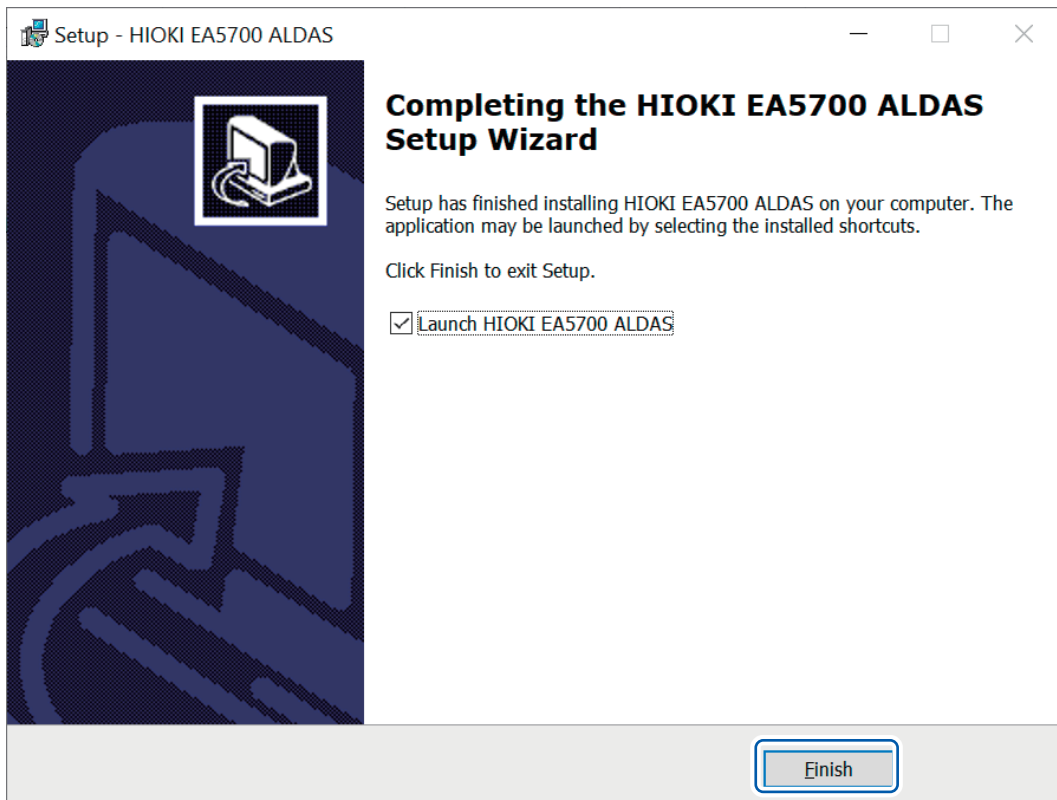 Setup - HIOKI EA5700 ALDAS
Completing the HIOKI EA5700 ALDAS
Setup Wizard
Setup has finished installing HIOKI EA5700 ALDAS on your computer. The
application may be launched by selecting the installed shortcuts.
Click Finish to exit Setup.
Launch HIOKI EA5700 ALDAS
Finish